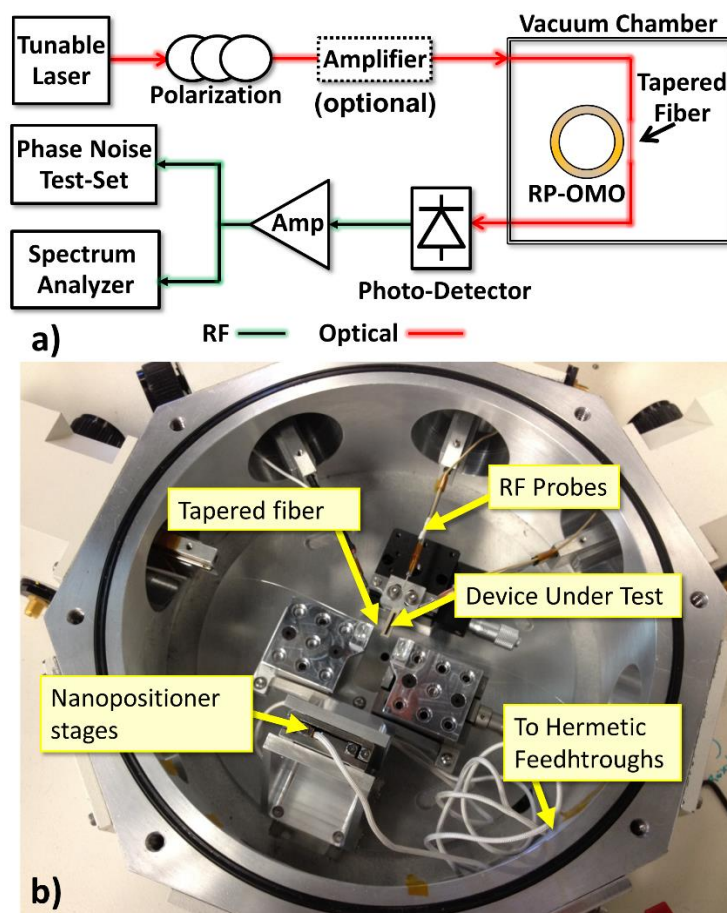 Tunable
Laser
Polarization
Amplifier
(optional)
Vacuum Chamber
Tapered
Fiber
RP-OMO
Phase Noise
Test-Set
Spectrum
Analyzer
Amp
Photo-Detector
RF
Optical
a)
Tapered fiber
RF Probes
Device Under Test
Nanopositioner
stages
To Hermetic
Feedhtroughs
b)